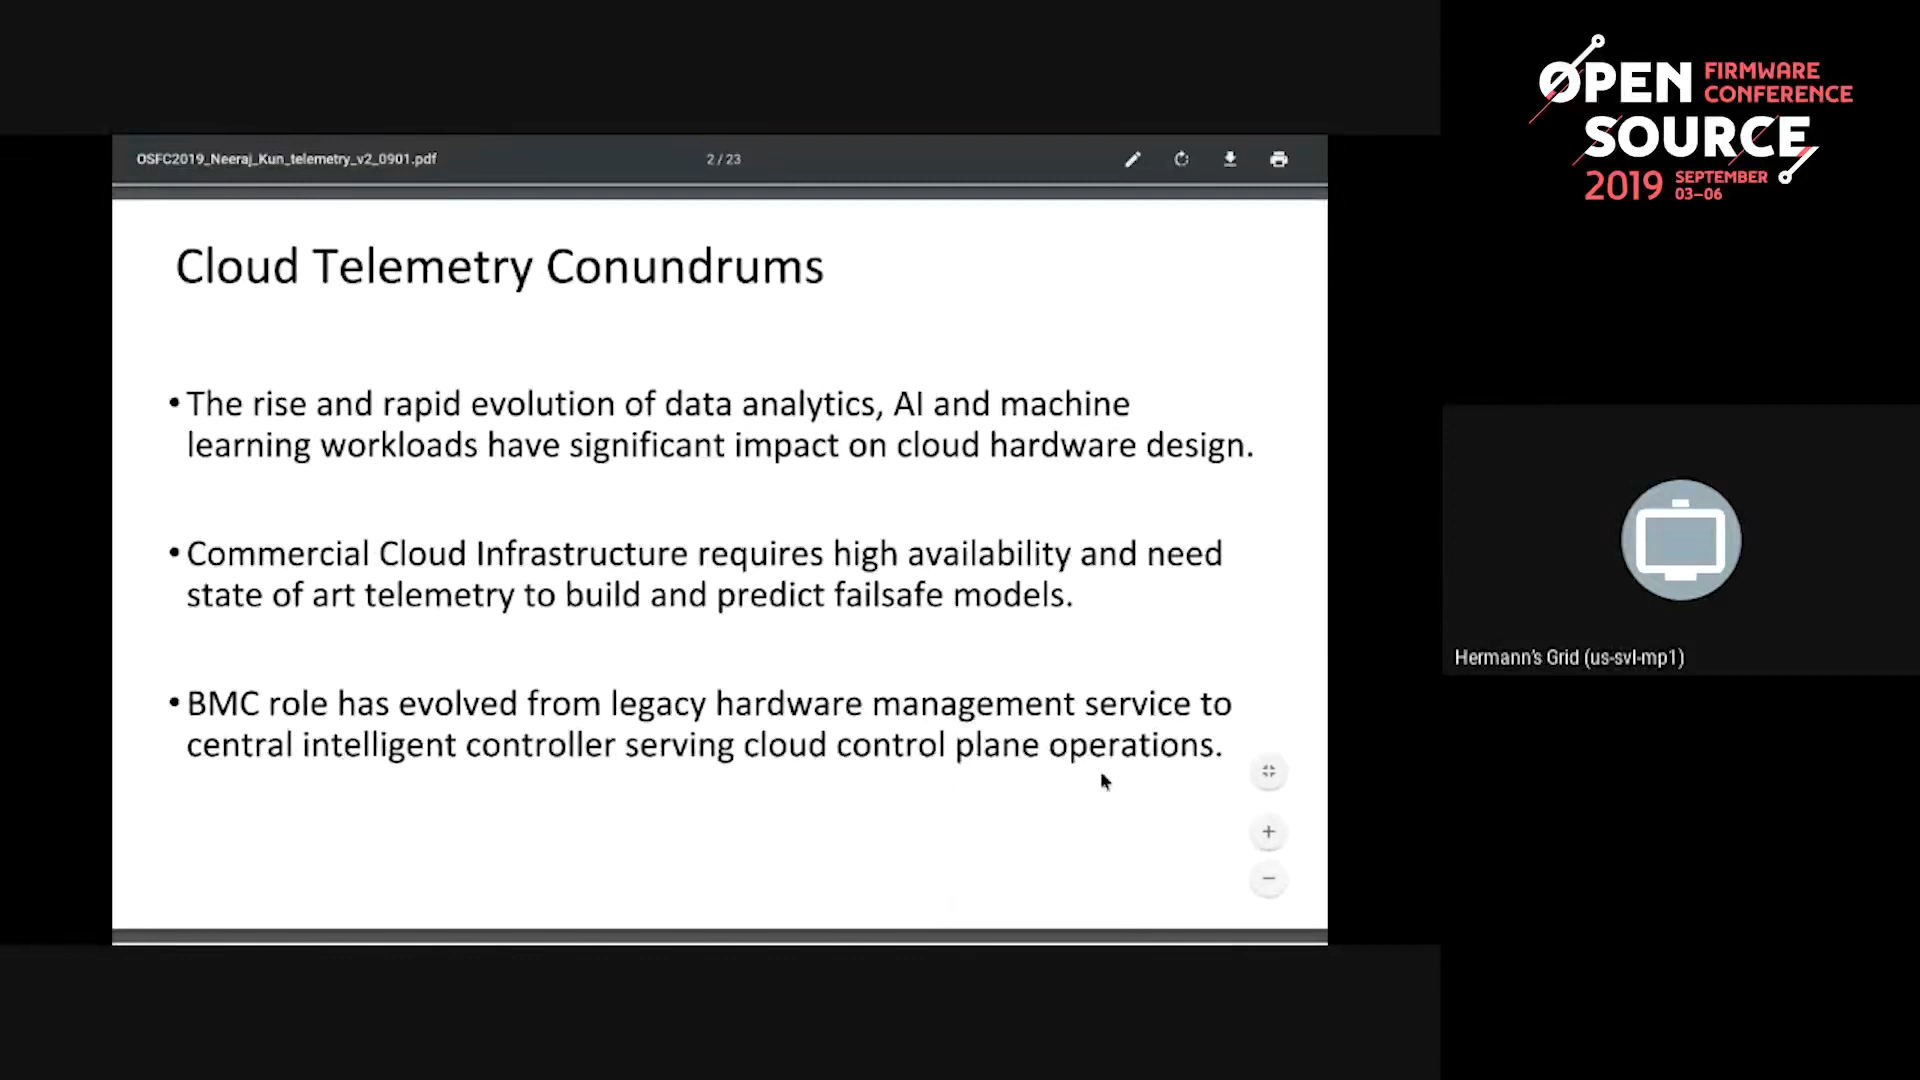 OSFC2019_Neeraj_Kun_telemetry_v2_0901.pdf
2 / 23
Cloud Telemetry Conundrums
• The rise and rapid evolution of data analytics, AI and machine
learning workloads have significant impact on cloud hardware design.
• Commercial Cloud Infrastructure requires high availability and need
state of art telemetry to build and predict failsafe models.
• BMC role has evolved from legacy hardware management service to
central intelligent controller serving cloud control plane operations.
OPEN
FIRMWARE
CONFERENCE
SOURCE
2019
SEPTEMBER
03–06
Hermann's Grid (us-svl-mp1)